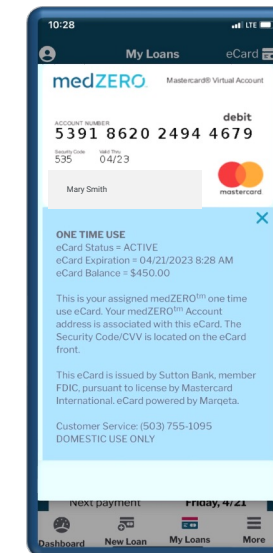 10:28 LTE
My Loans eCard
medZERO. Mastercard® Virtual Account
debit
ACCOUNT NUMBER
5391 8620 2494 4679
Security Code Valid Thru
535 04/23
Mary Smith
mastercard
ONE TIME USE
eCard Status = ACTIVE
eCard Expiration = 04/21/2023 8:28 AM
eCard Balance = $450.00
This is your assigned medZERO™ one time
use eCard. Your medZERO™ Account
address is associated with this eCard. The
Security Code/CVV is located on the eCard
front.
This eCard is issued by Sutton Bank, member
FDIC, pursuant to license by Mastercard
International. eCard powered by Marqeta.
Customer Service: (503) 755-1095
DOMESTIC USE ONLY
Next payment Friday, 4/21
Dashboard New Loan My Loans More